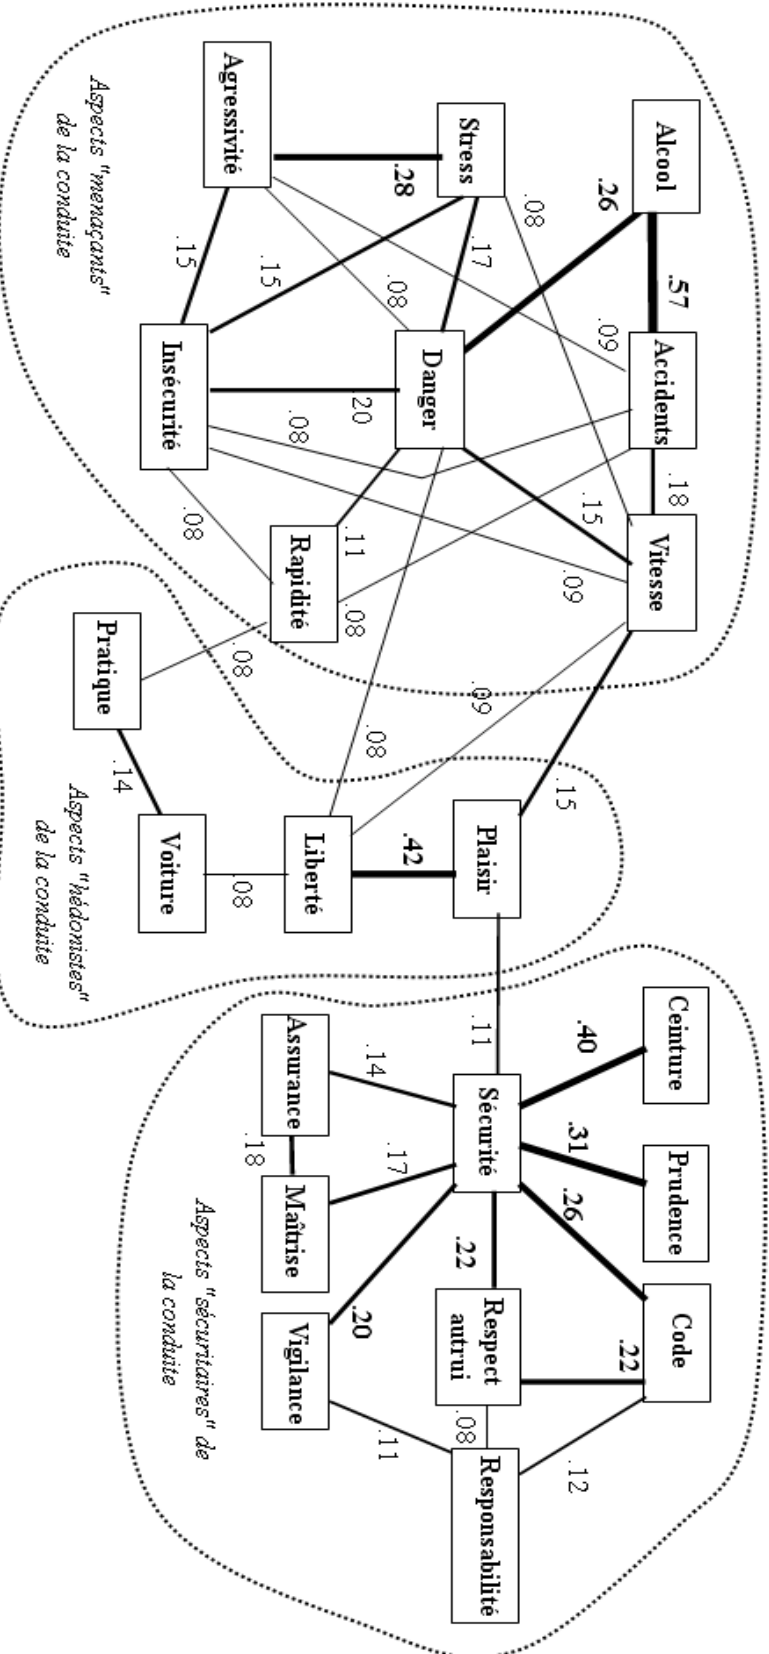 Alcool
.57
Accidents
.18
Vitesse
Ceinture
Prudence
Code
.26
.09
.22
.08
.15
.09
.15
.40
.31
.26
.12
Stress
.17
.09
Plaisir
.11
Sécurité
.22
Respect
autrui
.08
Responsabilité
.28
.08
Danger
.08
.42
.14
.17
.11
.20
.11
.08
.20
.08
Rapidité
Liberté
Assurance
Maîtrise
Vigilance
Agressivité
.15
.08
.08
.18
.15
Insécurité
.08
Voiture
Pratique
.14
Aspects "menaçants"
de la conduite
Aspects "hédonistes"
de la conduite
Aspects "sécuritaires" de
la conduite